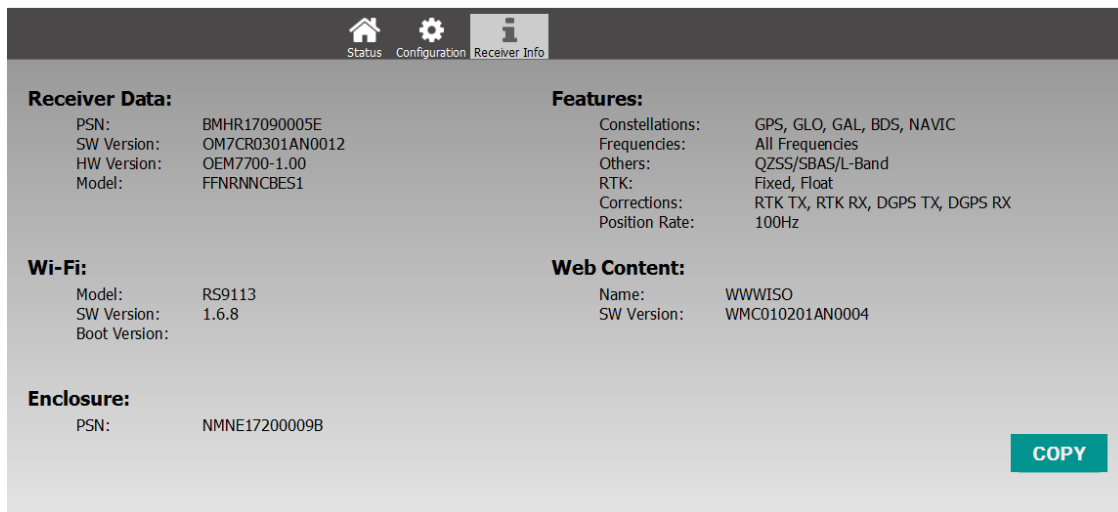 Status Configuration Receiver Info
Receiver Data:
PSN: BMHR17090005E
SW Version: OM7CR0301AN0012
HW Version: OEM7700-1.00
Model: FFNRNNCBES1
Features:
Constellations: GPS, GLO, GAL, BDS, NAVIC
Frequencies: All Frequencies
Others: QZSS/SBAS/L-Band
RTK: Fixed, Float
Corrections: RTK TX, RTK RX, DGPS TX, DGPS RX
Position Rate: 100Hz
Wi-Fi:
Model: RS9113
SW Version: 1.6.8
Boot Version:
Web Content:
Name: WWWISO
SW Version: WMC010201AN0004
Enclosure:
PSN: NMNE17200009B
COPY